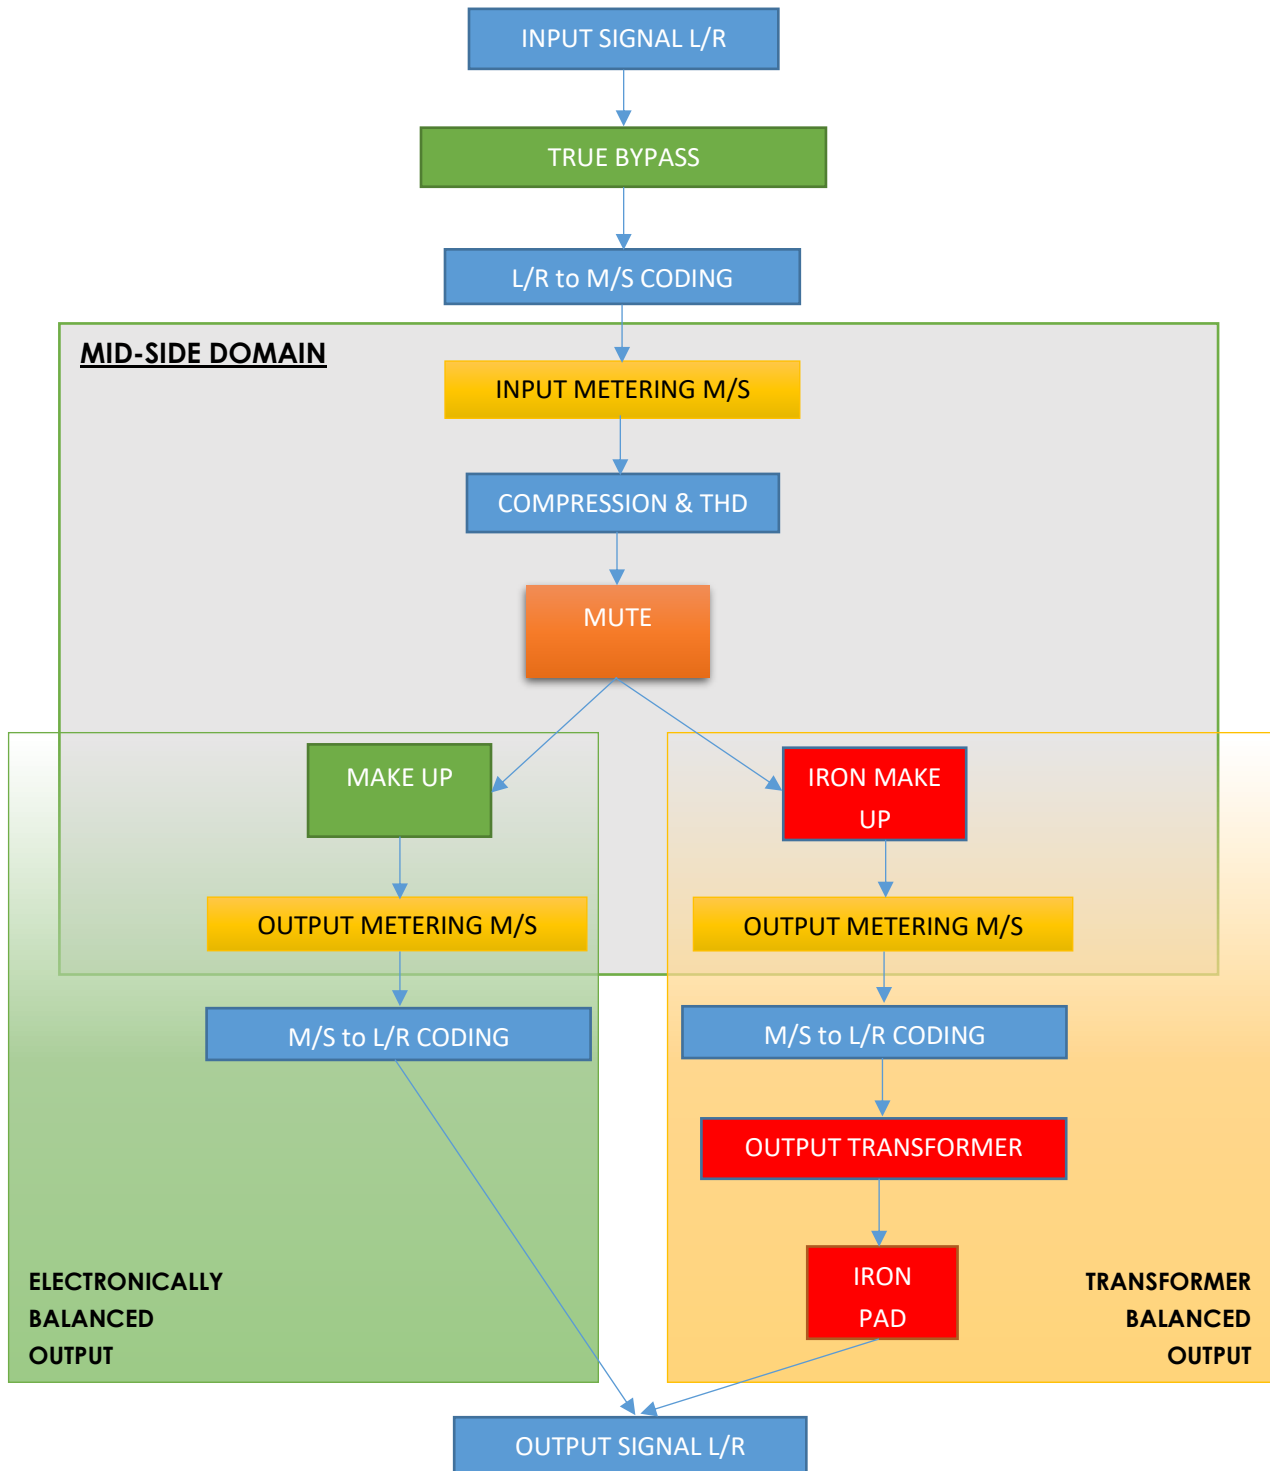 INPUT SIGNAL L/R
TRUE BYPASS
L/R to M/S CODING
MID-SIDE DOMAIN
INPUT METERING M/S
COMPRESSION & THD
MUTE
MAKE UP
IRON MAKE
UP
OUTPUT METERING M/S
OUTPUT METERING M/S
M/S to L/R CODING
M/S to L/R CODING
OUTPUT TRANSFORMER
IRON
PAD
ELECTRONICALLY
BALANCED
OUTPUT
TRANSFORMER
BALANCED
OUTPUT
OUTPUT SIGNAL L/R